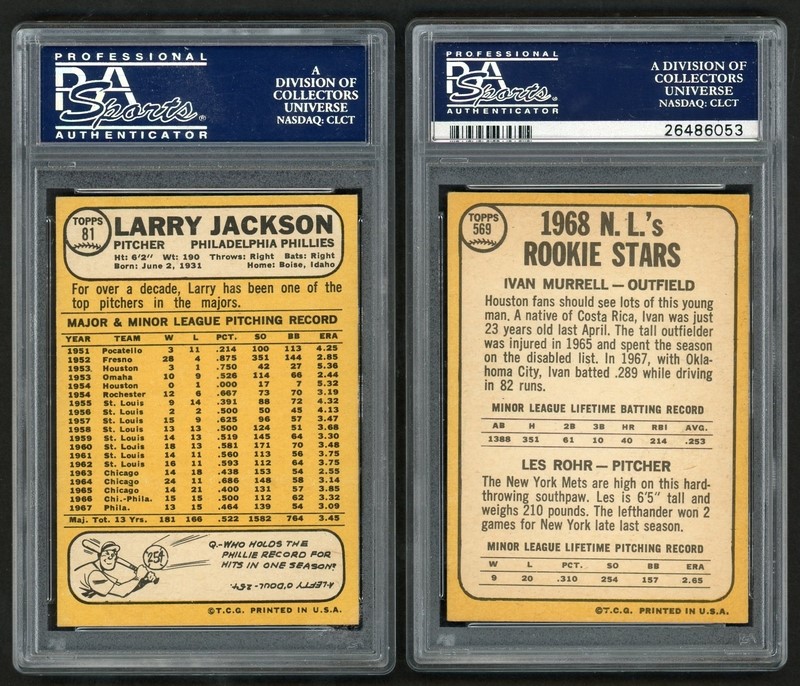 PROFESSIONAL
PSA
Sports®
AUTHENTICATOR
A
DIVISION OF
COLLECTORS
UNIVERSE
NASDAQ: CLCT
TOPPS
81
LARRY JACKSON
PITCHER PHILADELPHIA PHILLIES
Ht: 6'2" Wt: 190 Throws: Right Bats: Right
Born: June 2, 1931 Home: Boise, Idaho
For over a decade, Larry has been one of the
top pitchers in the majors.
MAJOR & MINOR LEAGUE PITCHING RECORD
YEAR TEAM W L PCT. SO BB ERA
1951 Pocatello 3 11 .214 100 113 4.25
1952 Fresno 28 4 .875 351 144 2.85
1953 Houston 3 1 .750 42 27 5.36
1953 Omaha 10 9 .526 114 66 2.44
1954 Houston 0 1 .000 17 7 5.32
1954 Rochester 12 6 .667 73 70 3.19
1955 St. Louis 9 14 .391 88 72 4.32
1956 St. Louis 2 2 .500 50 45 4.13
1957 St. Louis 15 9 .625 96 57 3.47
1958 St. Louis 13 13 .500 124 51 3.68
1959 St. Louis 14 13 .519 145 64 3.30
1960 St. Louis 18 13 .581 171 70 3.48
1961 St. Louis 14 11 .560 113 56 3.75
1962 St. Louis 16 11 .593 112 64 3.75
1963 Chicago 14 18 .438 153 54 2.55
1964 Chicago 24 11 .686 148 58 3.14
1965 Chicago 14 21 .400 131 57 3.85
1966 Chi.-Phila. 15 15 .500 112 62 3.32
1967 Phila. 13 15 .464 139 54 3.09
Maj. Tot. 13 Yrs. 181 166 .522 1582 764 3.45
254
Q.-WHO HOLDS THE
PHILLIE RECORD FOR
HITS IN ONE SEASON?
A-LEFTY O'DOUL-254
©T.C.G. PRINTED IN U.S.A.
PROFESSIONAL
PSA
Sports®
AUTHENTICATOR
A DIVISION OF
COLLECTORS
UNIVERSE
NASDAQ: CLCT
26486053
TOPPS
569
1968 N. L.'s
ROOKIE STARS
IVAN MURRELL — OUTFIELD
Houston fans should see lots of this young
man. A native of Costa Rica, Ivan was just
23 years old last April. The tall outfielder
was injured in 1965 and spent the season
on the disabled list. In 1967, with Okla-
homa City, Ivan batted .289 while driving
in 82 runs.
MINOR LEAGUE LIFETIME BATTING RECORD
AB H 2B 3B HR RBI AVG.
1388 351 61 10 40 214 .253
LES ROHR — PITCHER
The New York Mets are high on this hard-
throwing southpaw. Les is 6'5" tall and
weighs 210 pounds. The lefthander won 2
games for New York late last season.
MINOR LEAGUE LIFETIME PITCHING RECORD
W L PCT. SO BB ERA
9 20 .310 254 157 2.65
©T.C.G. PRINTED IN U.S.A.